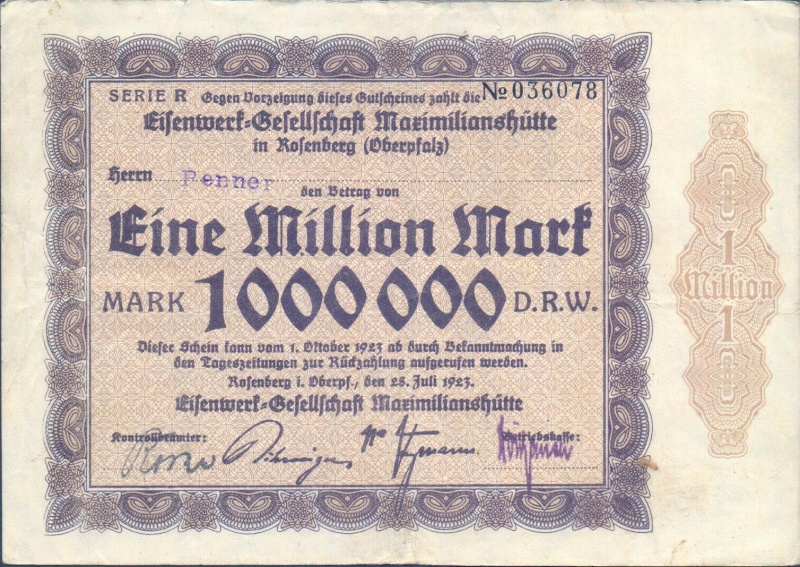 SERIE R Gegen Vorzeigung dieses Gutscheines zahlt die № 036078
Eisenwerk=Gesellschaft Maximilianshütte
in Rosenberg (Oberpfalz)
Herrn Penner
den Betrag von
Eine Million Mark
MARK 1000000 D.R.W.
Dieser Schein kann vom 1. Oktober 1923 ab durch Bekanntmachung in
den Tageszeitungen zur Rückzahlung aufgerufen werden.
Rosenberg i. Oberpf., den 28. Juli 1923.
Eisenwerk=Gesellschaft Maximilianshütte
Kontrollbeamter: Betriebskasse:
1
Million
1